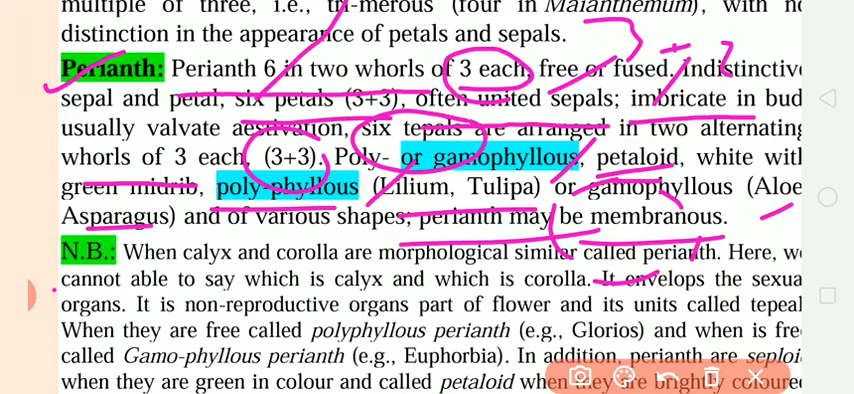 multiple of three, i.e., tri-merous (four in Maianthemum), with no
distinction in the appearance of petals and sepals.
Perianth: Perianth 6 in two whorls of 3 each, free or fused. Indistinctive
sepal and petal; six petals (3+3), often united sepals; imbricate in bud
usually valvate aestivation, six tepals are arranged in two alternating
whorls of 3 each, (3+3). Poly- or gamophyllous, petaloid, white with
green midrib, poly-phyllous (Lilium, Tulipa) or gamophyllous (Aloe
Asparagus) and of various shapes; perianth may be membranous.
N.B.: When calyx and corolla are morphological similar called perianth. Here, we
cannot able to say which is calyx and which is corolla. It envelops the sexua
organs. It is non-reproductive organs part of flower and its units called tepeal
When they are free called polyphyllous perianth (e.g., Glorios) and when is fre
called Gamo-phyllous perianth (e.g., Euphorbia). In addition, perianth are seploi
when they are green in colour and called petaloid when they are brightly coloure